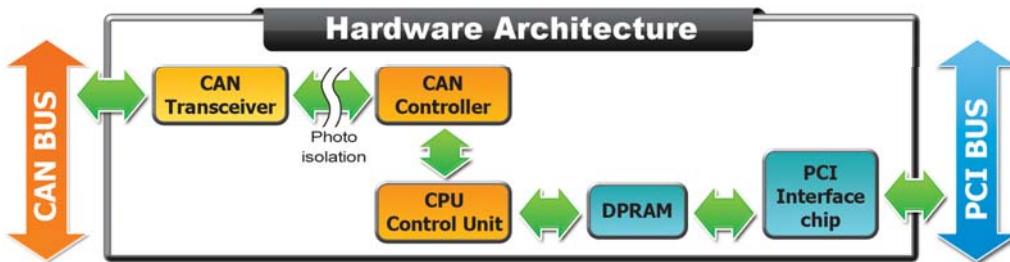 Hardware Architecture
CAN BUS
CAN
Transceiver
Photo
isolation
CAN
Controller
CPU
Control Unit
DPRAM
PCI
Interface
chip
PCI BUS